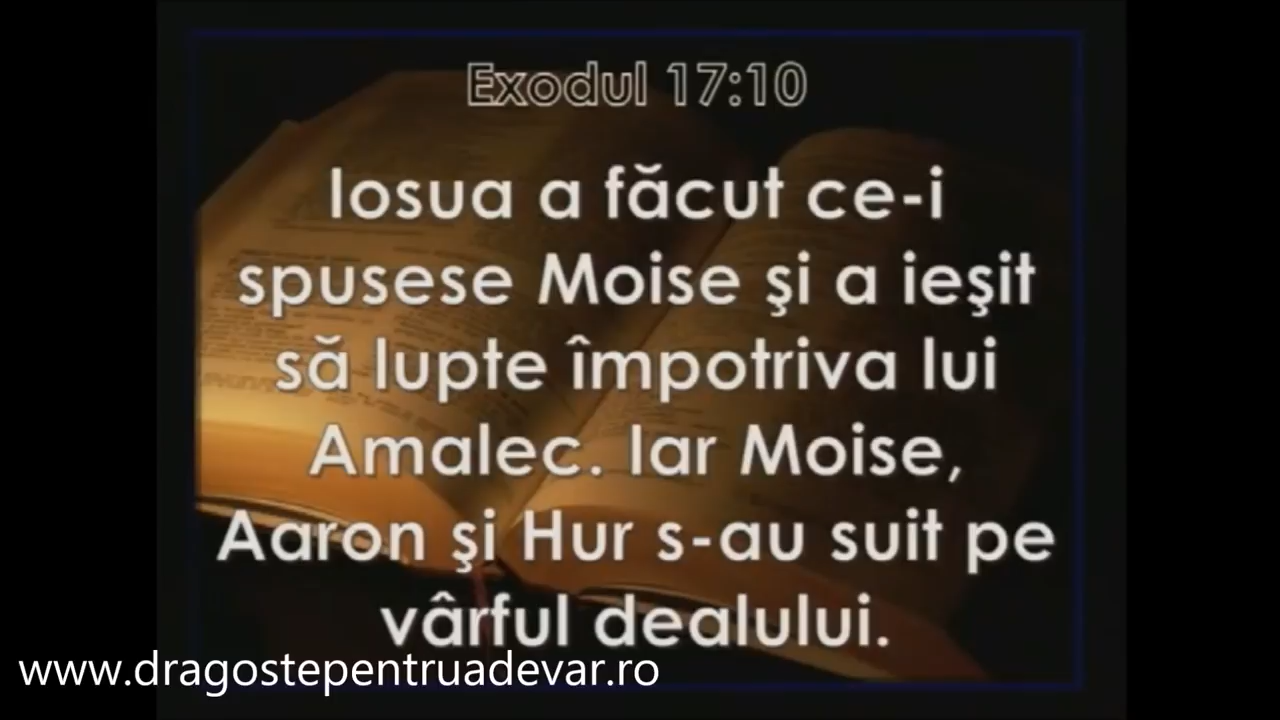 Exodul 17:10
Iosua a făcut ce-i
spusese Moise şi a ieşit
să lupte împotriva lui
Amalec. Iar Moise,
Aaron şi Hur s-au suit pe
vârful dealului.
www.dragostepentruadevar.ro